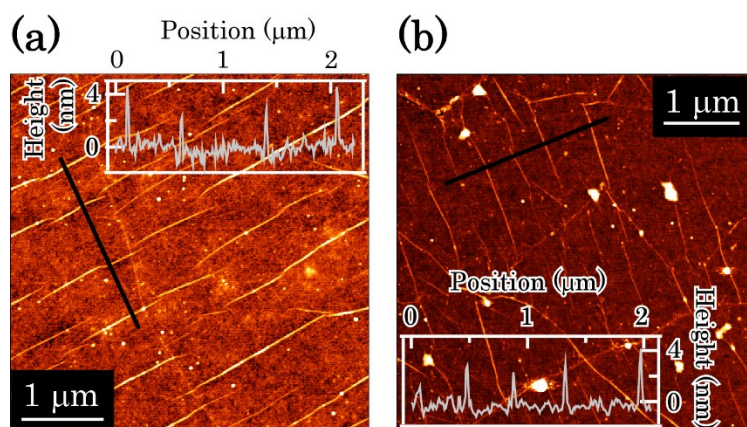 (a)
Position (μm)
0 1 2
Height
(nm)
4
0
1 μm
(b)
1 μm
Position (μm)
0 1 2
Height (nm)
4
0